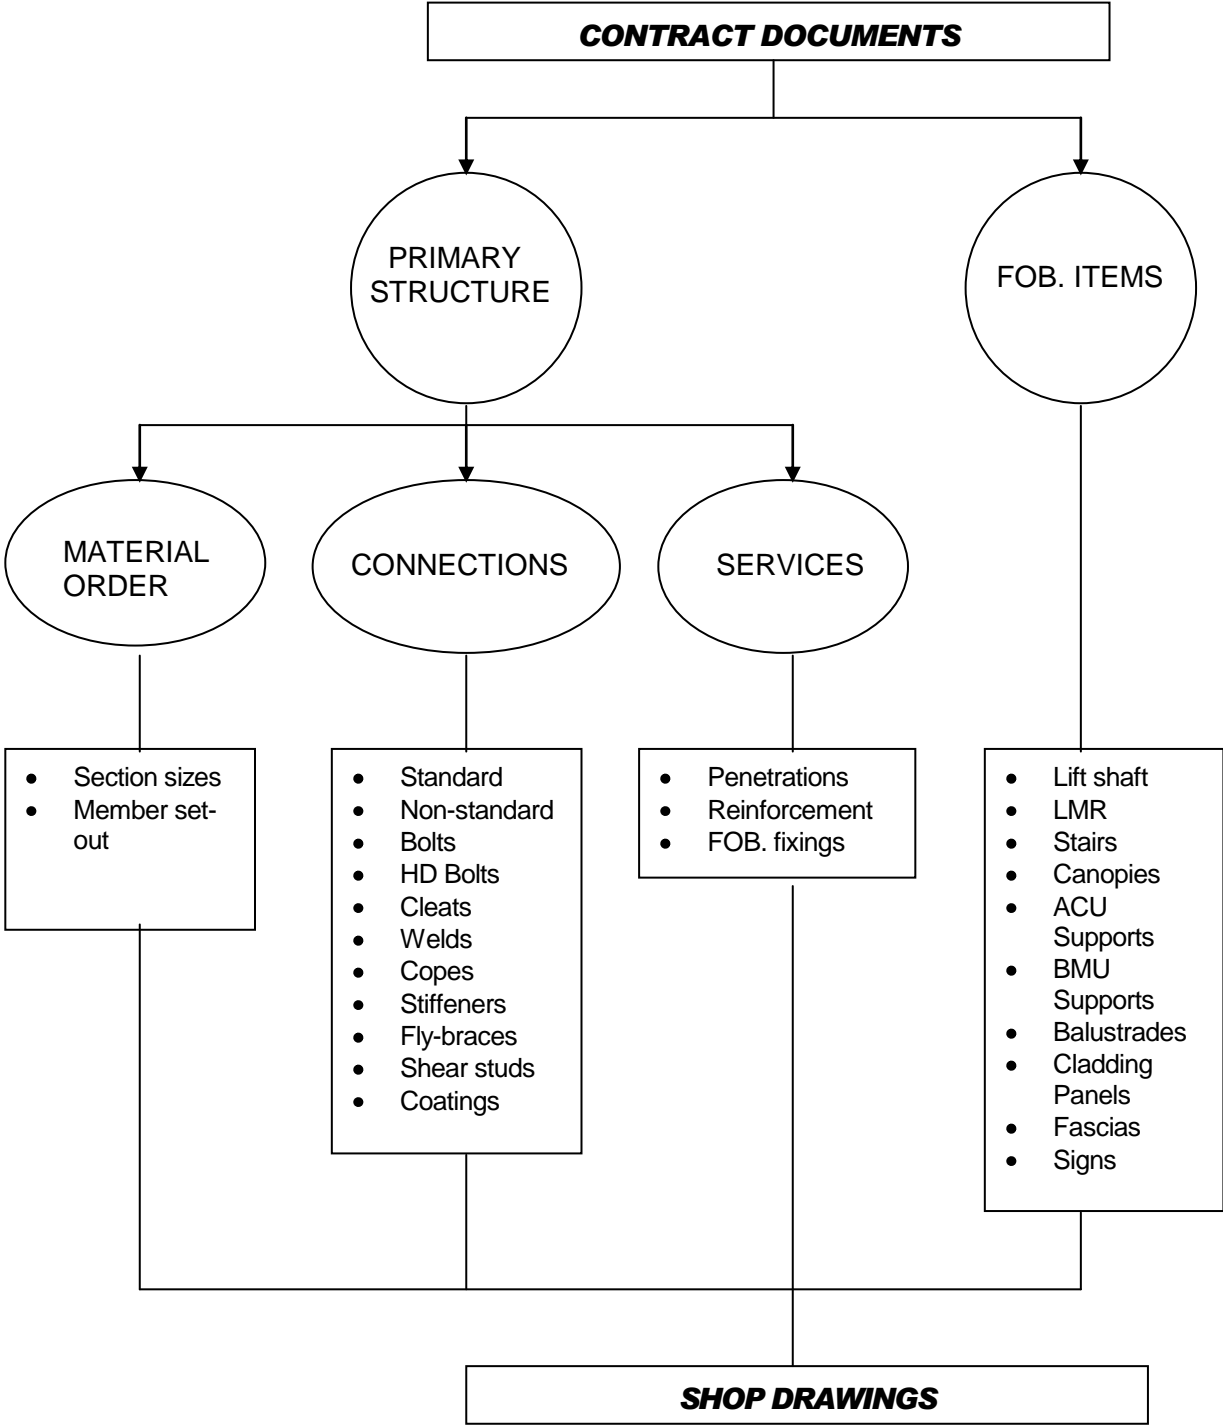 CONTRACT DOCUMENTS
PRIMARY
STRUCTURE
FOB. ITEMS
MATERIAL
ORDER
CONNECTIONS
SERVICES
• Section sizes
• Member set-
out
• Standard
• Non-standard
• Bolts
• HD Bolts
• Cleats
• Welds
• Copes
• Stiffeners
• Fly-braces
• Shear studs
• Coatings
• Penetrations
• Reinforcement
• FOB. fixings
• Lift shaft
• LMR
• Stairs
• Canopies
• ACU
Supports
• BMU
Supports
• Balustrades
• Cladding
Panels
• Fascias
• Signs
SHOP DRAWINGS